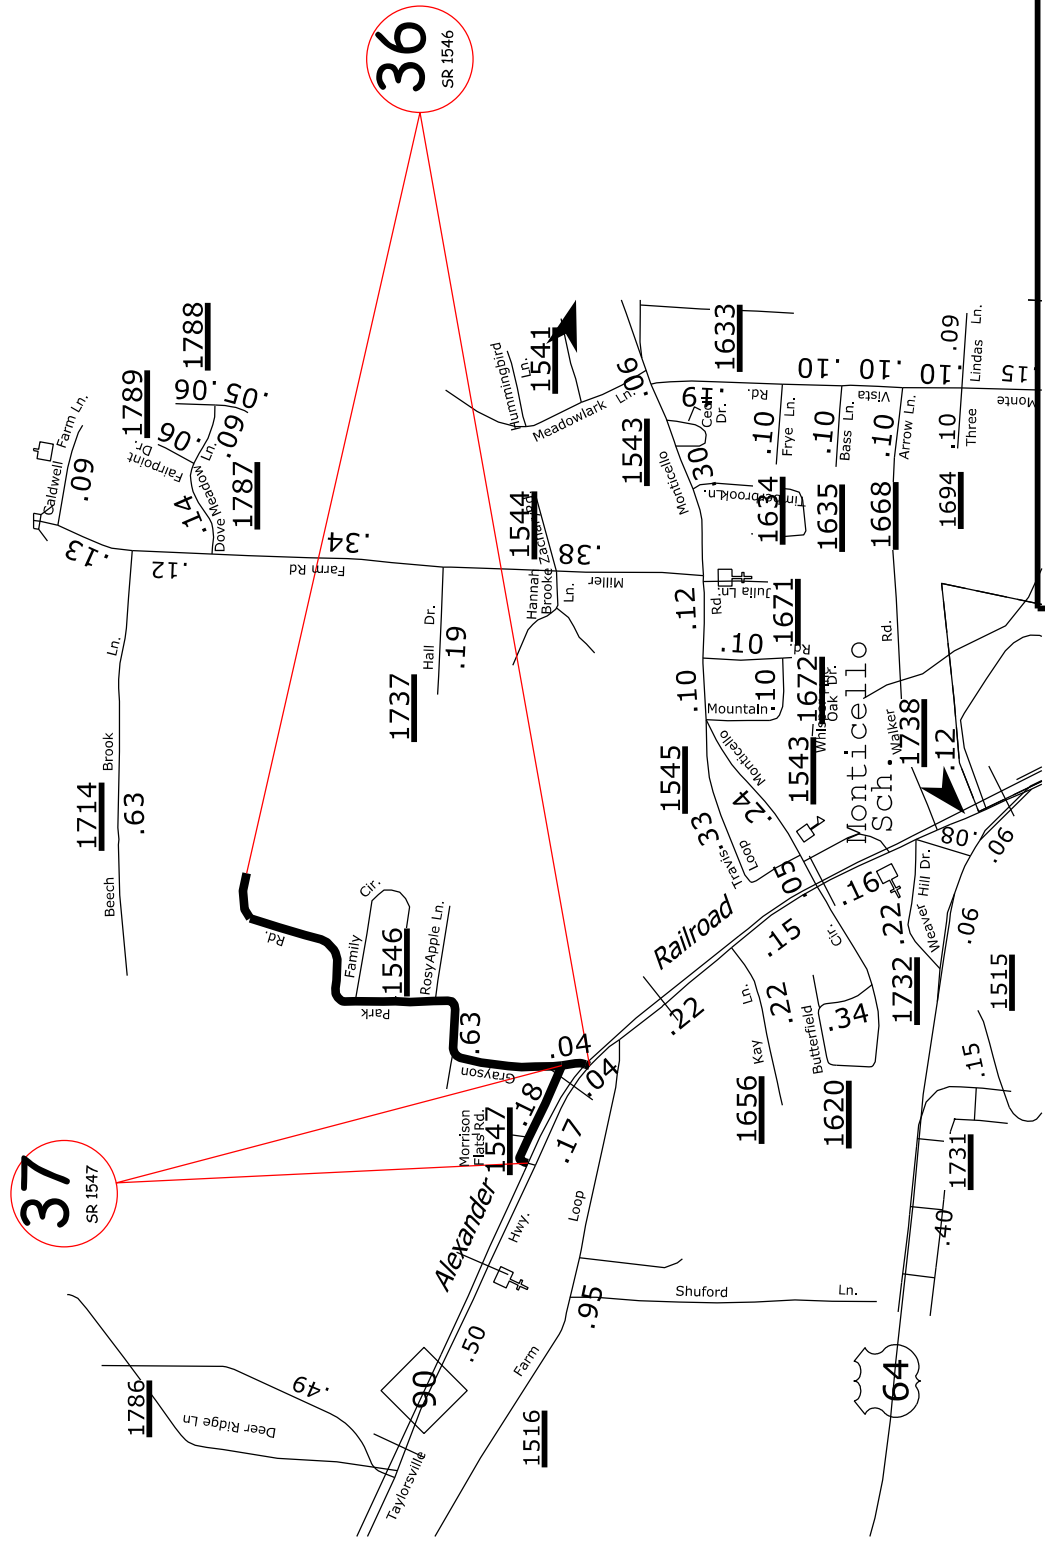 36
SR 1546
37
SR 1547
Caldwell Farm Ln.
.09
.13
.12
1789
1788
.06
.05
.06
.09
Fairpoint Dr.
Dove Meadow Ln.
.14
1787
.34
Farm Rd
Miller
.38
Beech Brook Ln.
1714
.63
Hall Dr.
.19
1737
Hummingbird Ln.
1541
Meadowlark Ln.
.06
1633
1544
Hannah Brooke Ln.
1543
Monticello
.30
Rd.
.10
Frye Ln.
.10
Bass Ln.
.10
Arrow Ln.
.10
Three
Lindas Ln.
.09
.10
.10
.10
.15
Vista
Monte
1634
1635
1668
1694
Timberbrook Ln.
Julia Ln
Rd.
1671
.12
.10
.10
.10
Rd.
Mountain
1672
Oak Dr.
1543
1545
Monticello
.24
.33
Travis Loop
.05
Monticello
Sch.
Walker
Rd.
1738
.12
.08
.06
.06
.16
.22
Weaver Hill Dr.
1732
1515
.15
1731
.40
Railroad
.15
.22
Kay Ln.
.22
1656
Butterfield Cir.
.34
1620
Rd.
Park
Grayson
Family Cir.
1546
RosyApple Ln.
.63
.04
.04
.18
.17
Morrison
Flats Rd.
1547
Alexander
Hwy.
Loop
.95
Farm
.50
90
Taylorsville
1516
Shuford Ln.
64
1786
.49
Deer Ridge Ln